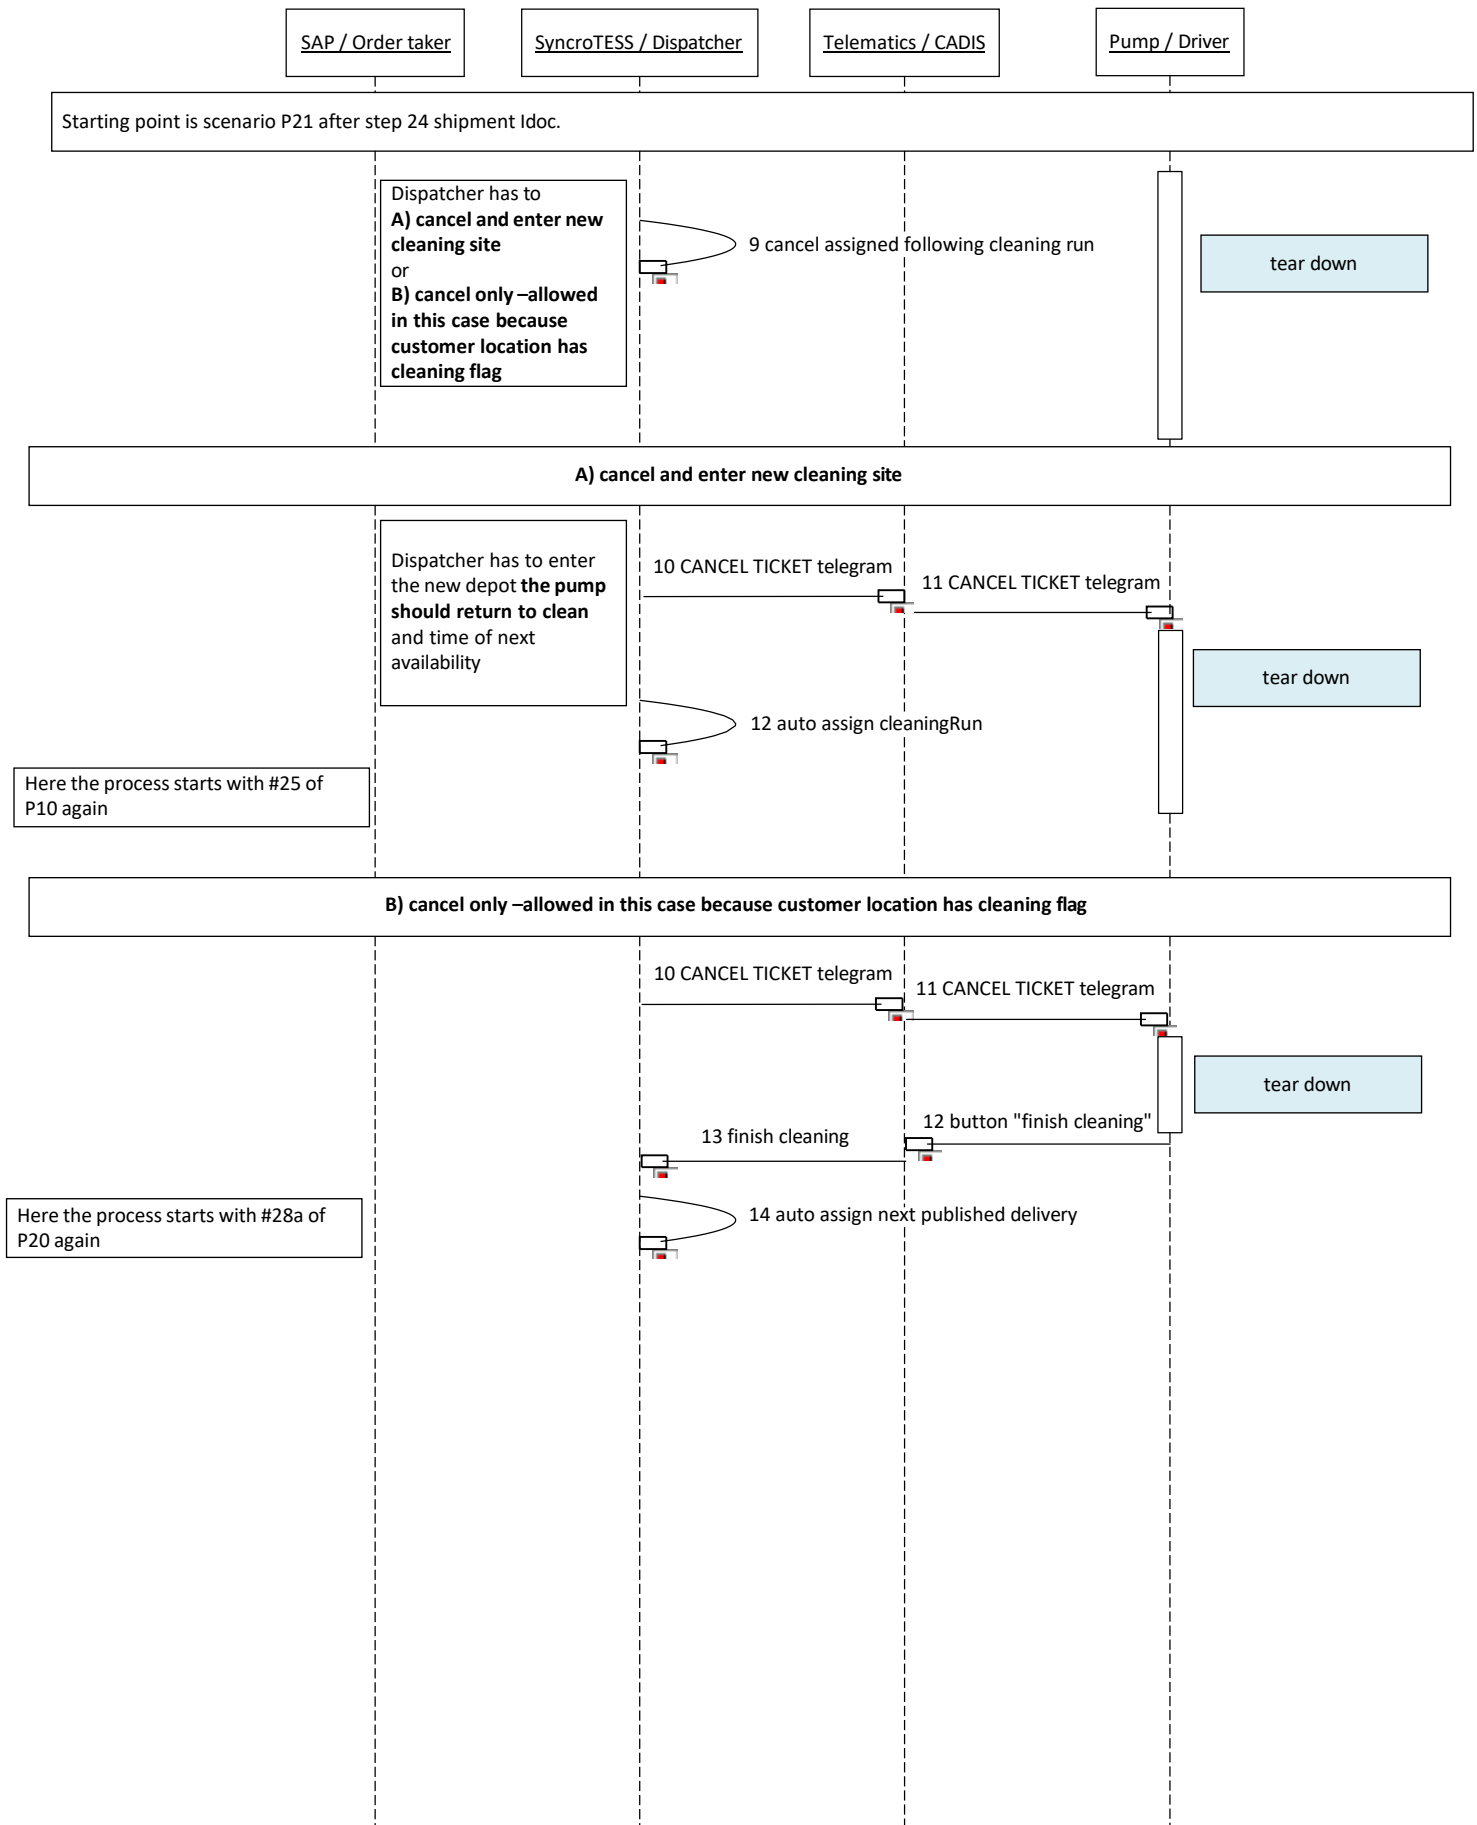 SAP / Order taker
SyncroTESS / Dispatcher
Telematics / CADIS
Pump / Driver
Starting point is scenario P21 after step 24 shipment Idoc.
Dispatcher has to
A) cancel and enter new
cleaning site
or
B) cancel only –allowed
in this case because
customer location has
cleaning flag
9 cancel assigned following cleaning run
tear down
A) cancel and enter new cleaning site
Dispatcher has to enter
the new depot the pump
should return to clean
and time of next
availability
10 CANCEL TICKET telegram
11 CANCEL TICKET telegram
tear down
12 auto assign cleaningRun
Here the process starts with #25 of
P10 again
B) cancel only –allowed in this case because customer location has cleaning flag
10 CANCEL TICKET telegram
11 CANCEL TICKET telegram
tear down
12 button "finish cleaning"
13 finish cleaning
14 auto assign next published delivery
Here the process starts with #28a of
P20 again